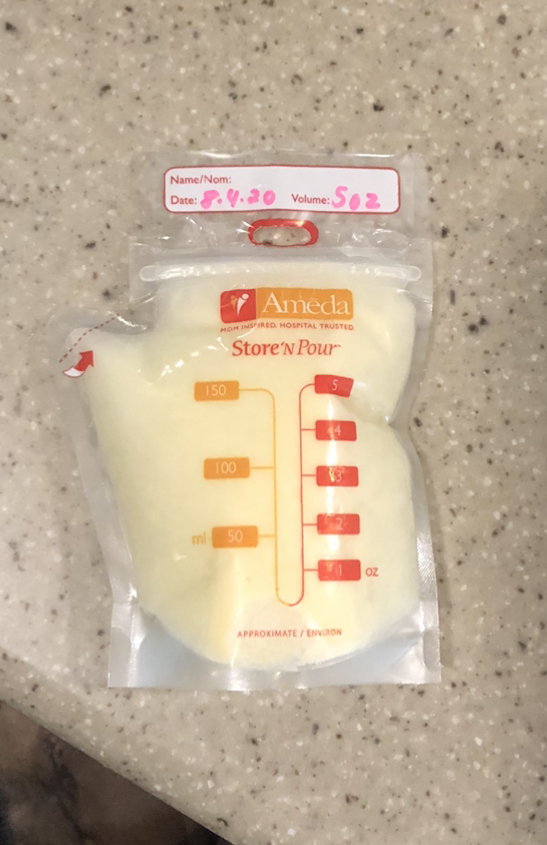 Name/Nom:
Date: 8.4.20 Volume: 5oz
Ameda
MOM INSPIRED. HOSPITAL TRUSTED.
Store'N Pour™
150
5
4
100
3
2
ml 50
1 oz
APPROXIMATE / ENVIRON